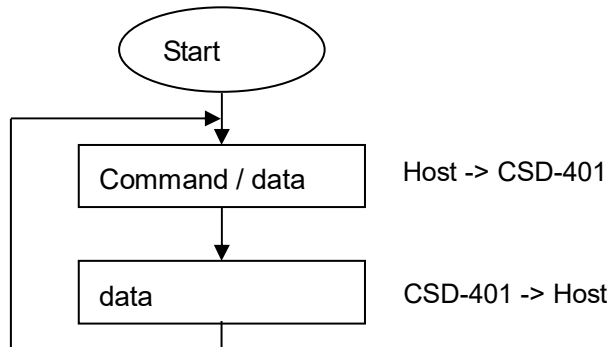 Start
Command / data
Host -> CSD-401
data
CSD-401 -> Host